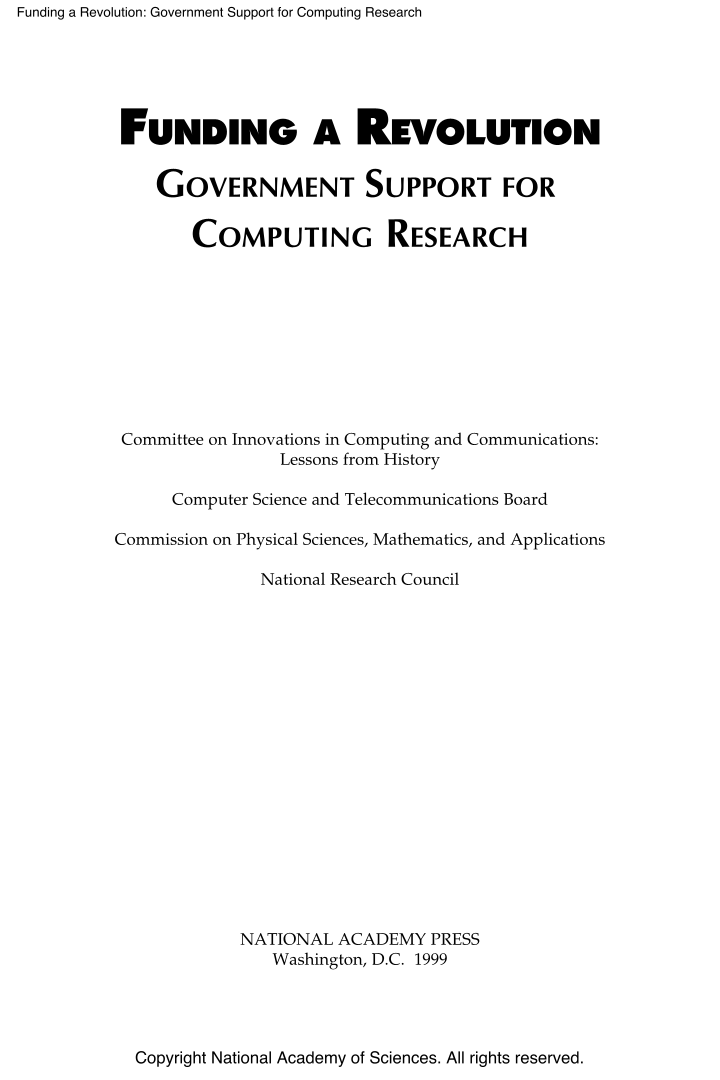 Funding a Revolution: Government Support for Computing Research
FUNDING A REVOLUTION
GOVERNMENT SUPPORT FOR
COMPUTING RESEARCH
Committee on Innovations in Computing and Communications:
Lessons from History
Computer Science and Telecommunications Board
Commission on Physical Sciences, Mathematics, and Applications
National Research Council
NATIONAL ACADEMY PRESS
Washington, D.C. 1999
Copyright National Academy of Sciences. All rights reserved.